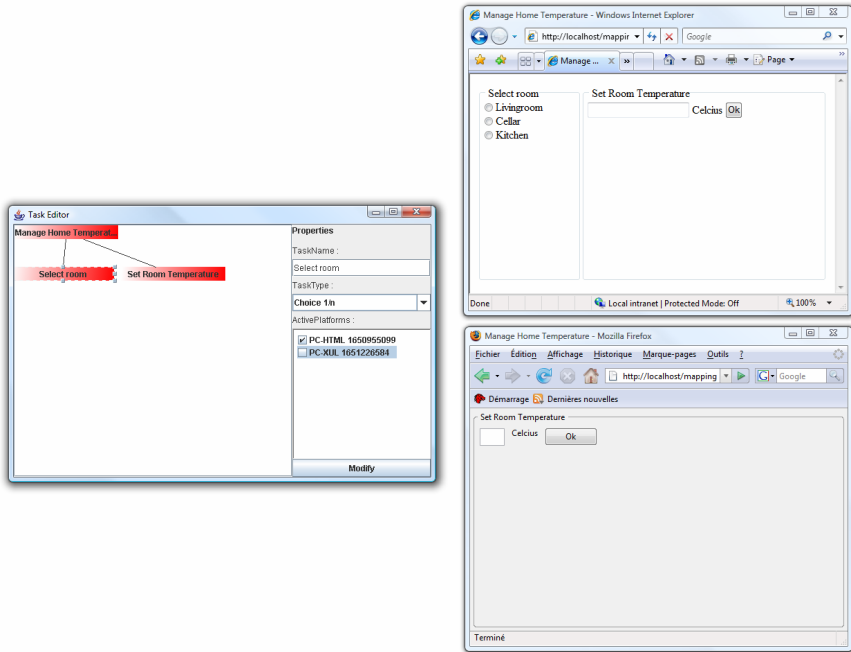 Task Editor
Manage Home Temperat...
Select room
Set Room Temperature
Properties
TaskName :
Select room
TaskType :
Choice 1/n
ActivePlatforms :
PC-HTML 1650955099
PC-XUL 1651226584
Modify
Manage Home Temperature - Windows Internet Explorer
http://localhost/mappir
Google
Manage ...
Page
Select room
Livingroom
Cellar
Kitchen
Set Room Temperature
Celcius Ok
Done
Local intranet | Protected Mode: Off
100%
Manage Home Temperature - Mozilla Firefox
Fichier Édition Affichage Historique Marque-pages Outils ?
http://localhost/mapping
G Google
Démarrage Dernières nouvelles
Set Room Temperature
Celcius Ok
Terminé